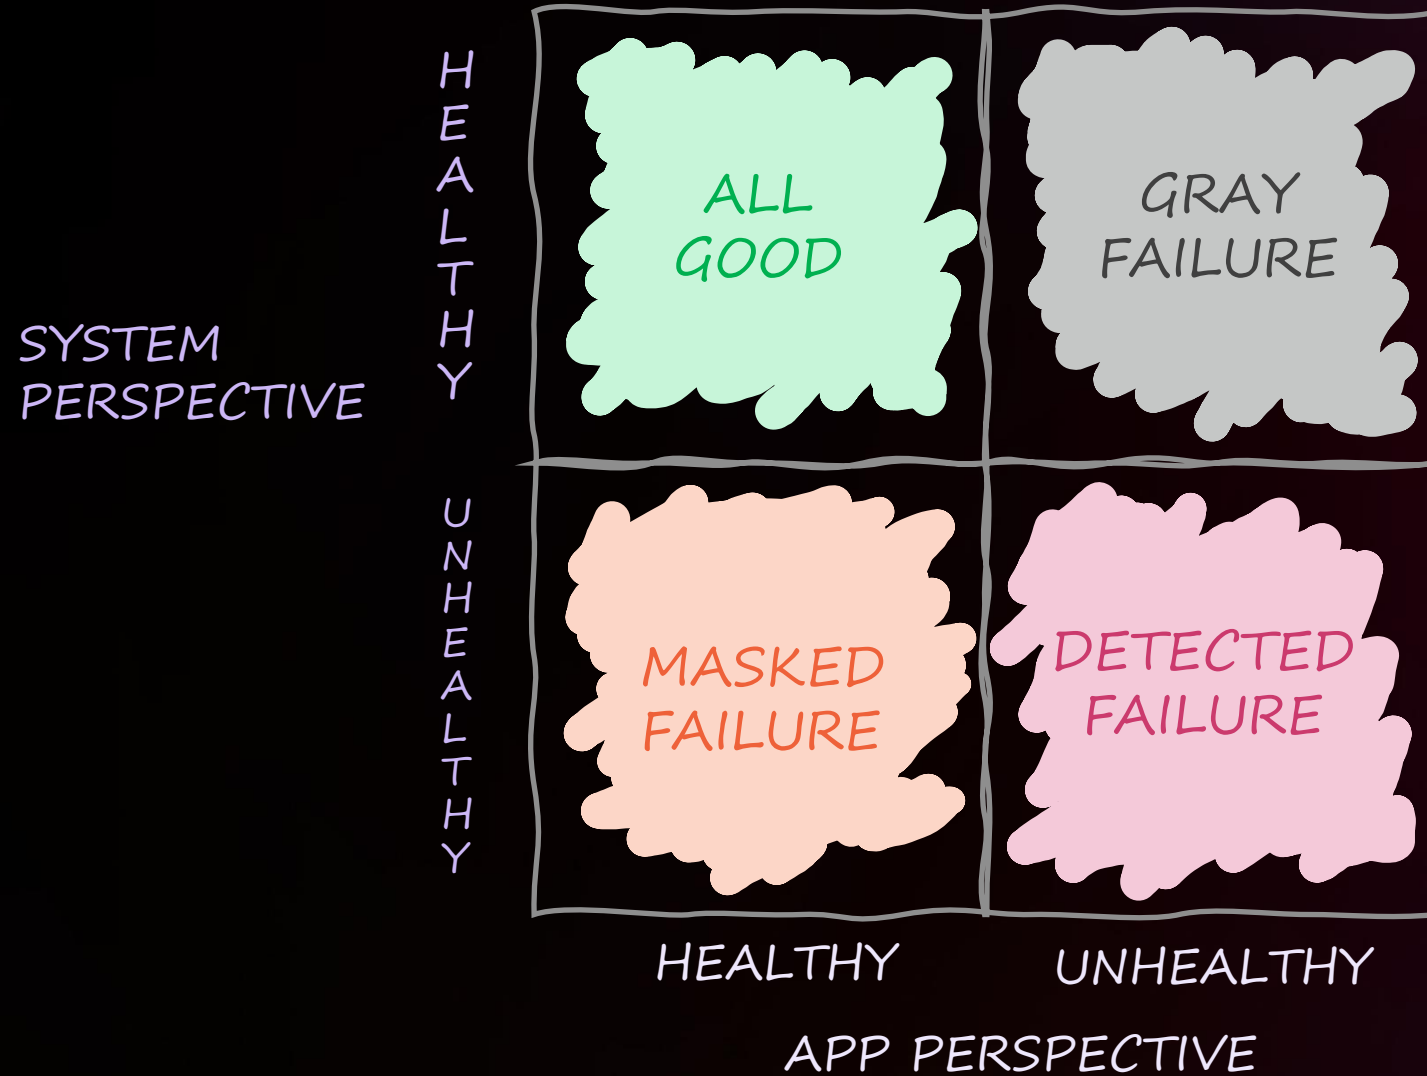 HEALTHY
ALL
GOOD
GRAY
FAILURE
SYSTEM
PERSPECTIVE
UNHEALTHY
MASKED
FAILURE
DETECTED
FAILURE
HEALTHY
UNHEALTHY
APP PERSPECTIVE